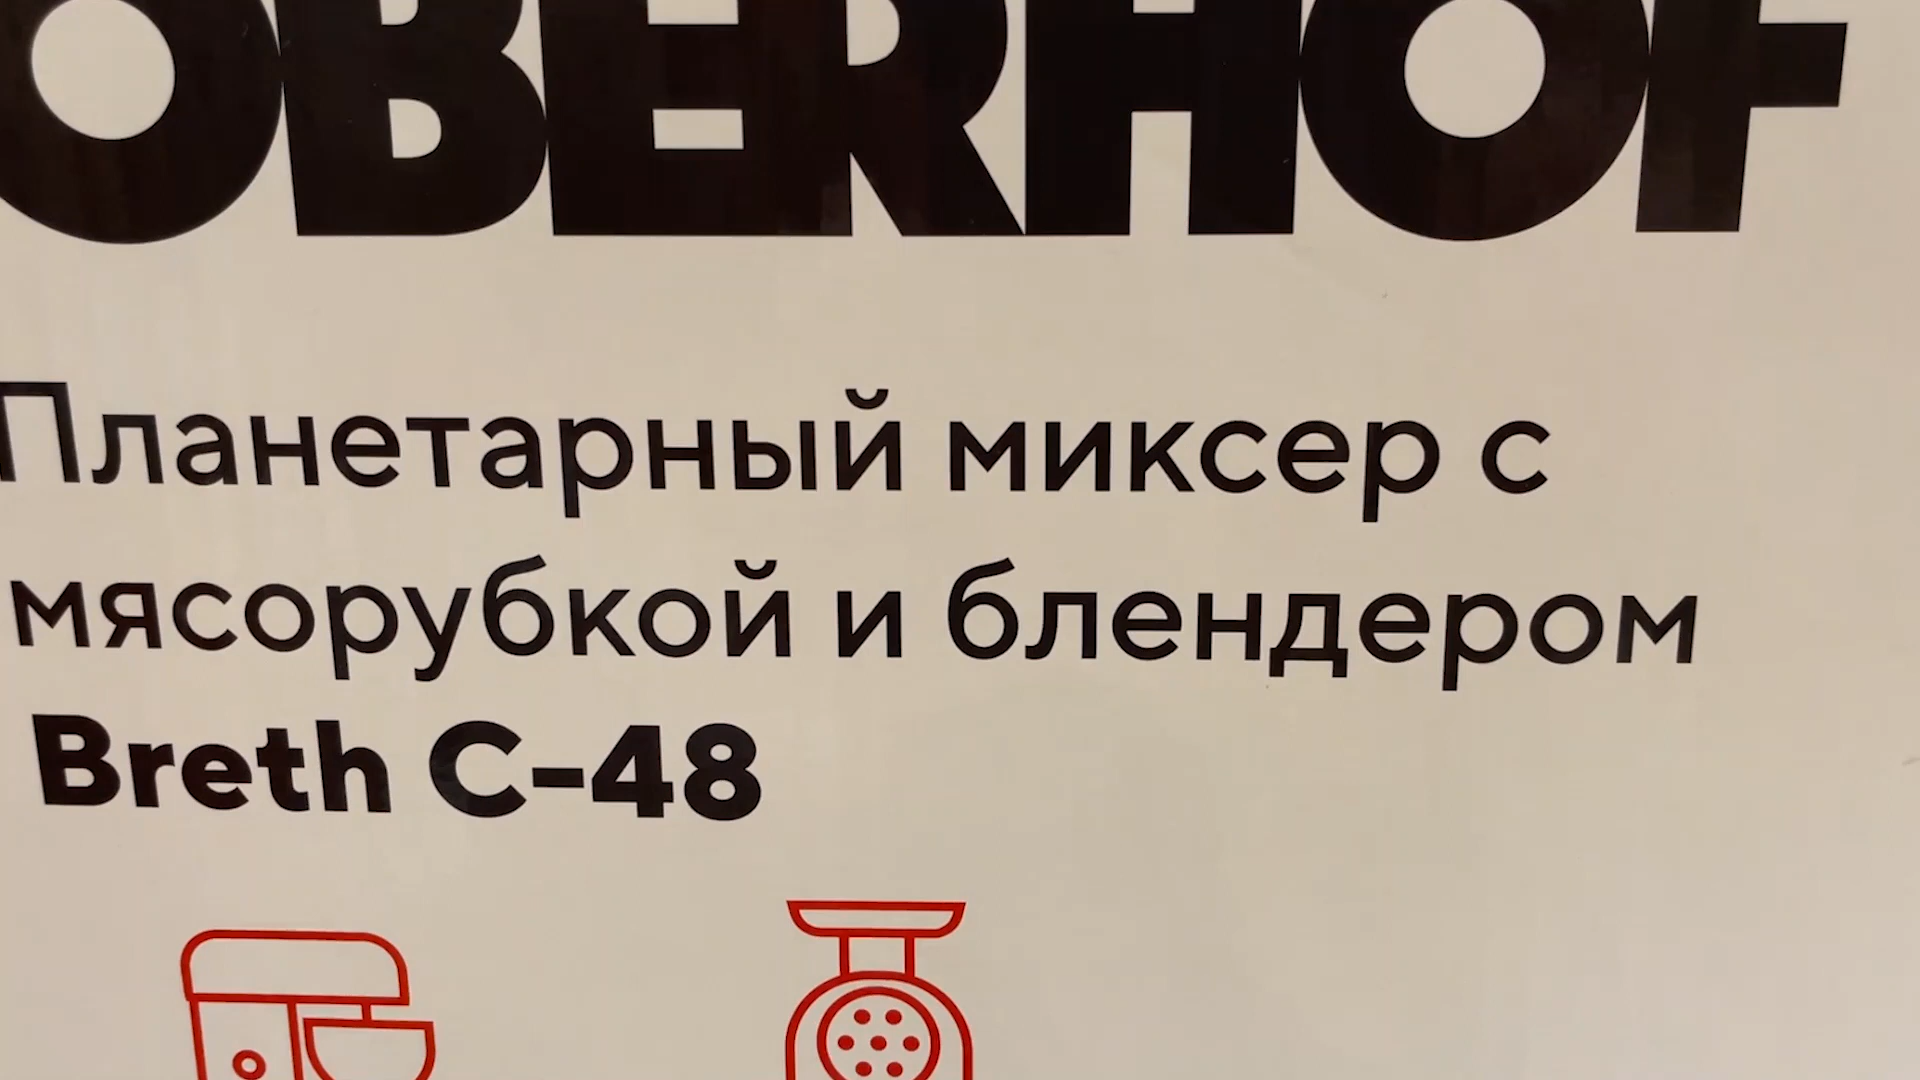 OBERHOF
Планетарный миксер с
мясорубкой и блендером
Breth C-48